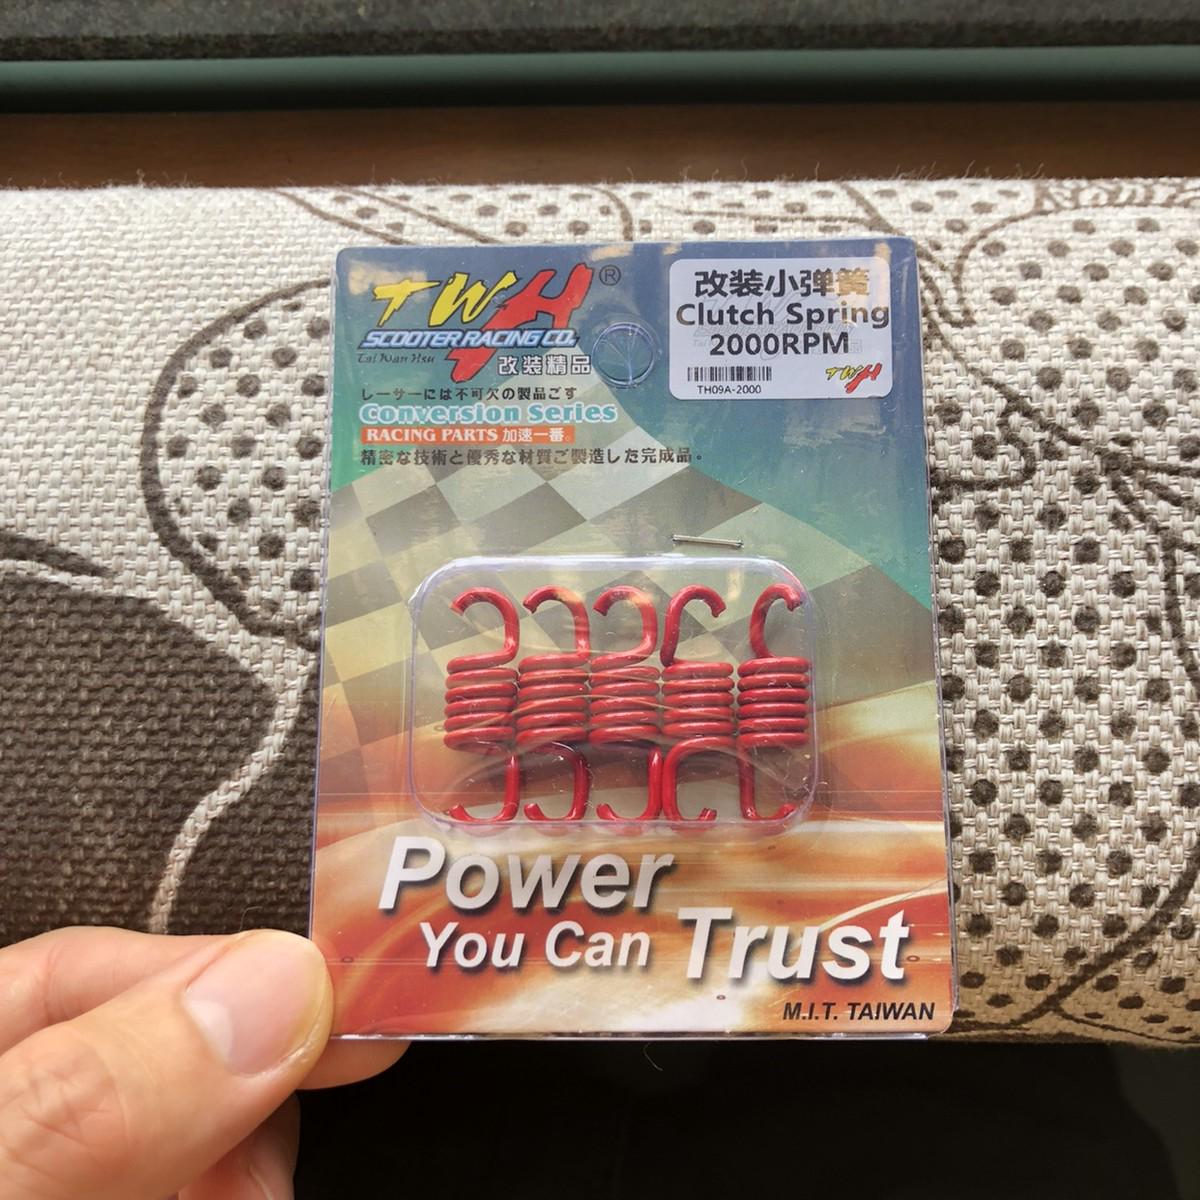 TWH®
SCOOTER RACING CO.
Tai Wan Hsu
改装精品
レーサーには不可欠の製品ごす
Conversion Series
RACING PARTS 加速一番。
精密な技術と優秀な材質ご製造した完成品。
改装小弹簧
Clutch Spring
2000RPM
TH09A-2000
TWH
Power
You Can Trust
M.I.T. TAIWAN